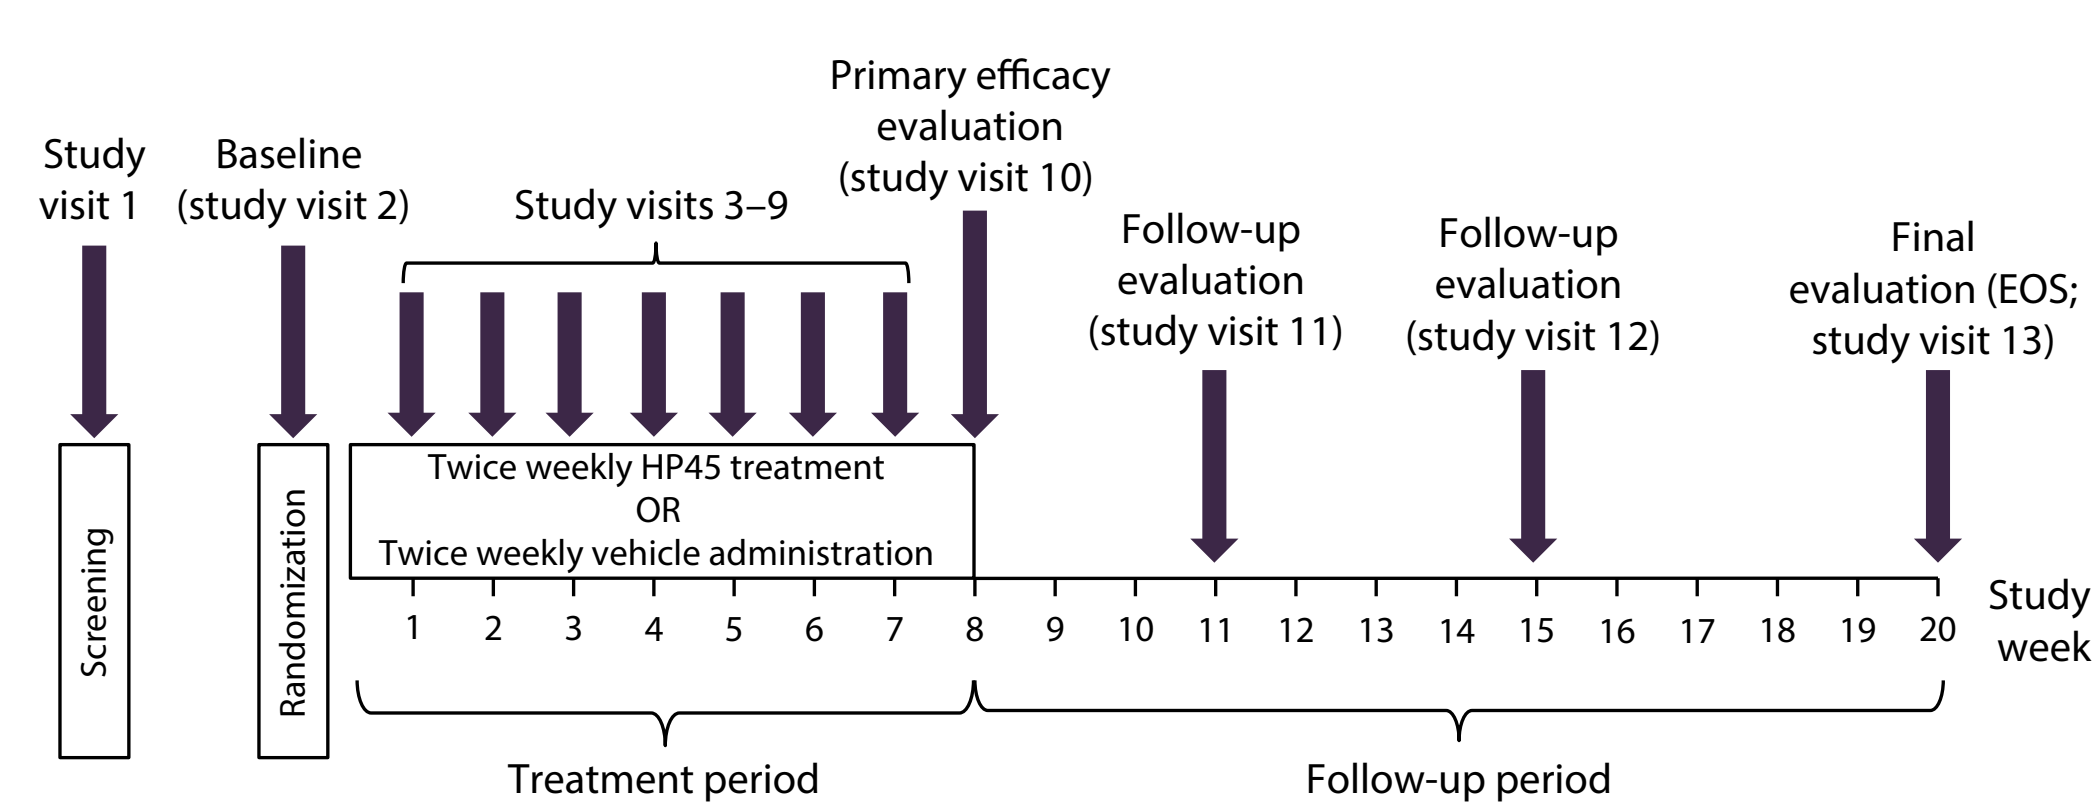 Study
visit 1
Baseline
(study visit 2)
Study visits 3–9
Primary efficacy
evaluation
(study visit 10)
Follow-up
evaluation
(study visit 11)
Follow-up
evaluation
(study visit 12)
Final
evaluation (EOS;
study visit 13)
Screening
Randomization
Twice weekly HP45 treatment
OR
Twice weekly vehicle administration
1 2 3 4 5 6 7 8 9 10 11 12 13 14 15 16 17 18 19 20
Study
week
Treatment period
Follow-up period